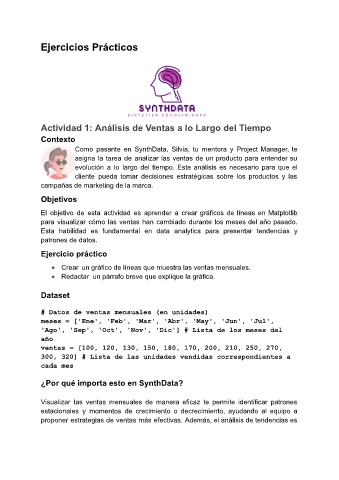 Ejercicios Prácticos
SYNTHDATA
SINTETIZA CONOCIMIENTO
Actividad 1: Análisis de Ventas a lo Largo del Tiempo
Contexto
Como pasante en SynthData, Silvia, tu mentora y Project Manager, te
asigna la tarea de analizar las ventas de un producto para entender su
evolución a lo largo del tiempo. Este análisis es necesario para que el
cliente pueda tomar decisiones estratégicas sobre los productos y las
campañas de marketing de la marca.
Objetivos
El objetivo de esta actividad es aprender a crear gráficos de líneas en Matplotlib
para visualizar cómo las ventas han cambiado durante los meses del año pasado.
Esta habilidad es fundamental en data analytics para presentar tendencias y
patrones de datos.
Ejercicio práctico
● Crear un gráfico de líneas que muestra las ventas mensuales.
● Redactar un párrafo breve que explique la gráfica.
Dataset
# Datos de ventas mensuales (en unidades)
meses = ['Ene', 'Feb', 'Mar', 'Abr', 'May', 'Jun', 'Jul',
'Ago', 'Sep', 'Oct', 'Nov', 'Dic'] # Lista de los meses del
año
ventas = [100, 120, 130, 150, 180, 170, 200, 210, 250, 270,
300, 320] # Lista de las unidades vendidas correspondientes a
cada mes
¿Por qué importa esto en SynthData?
Visualizar las ventas mensuales de manera eficaz te permite identificar patrones
estacionales y momentos de crecimiento o decrecimiento, ayudando al equipo a
proponer estrategias de ventas más efectivas. Además, el análisis de tendencias es